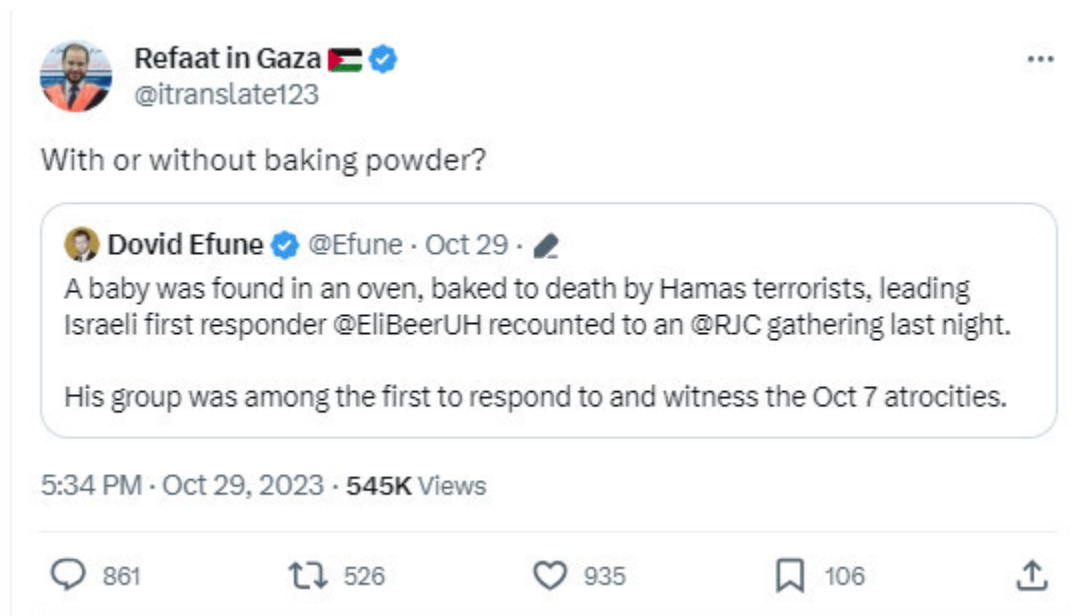 Refaat in Gaza
@itranslate123
With or without baking powder?
Dovid Efune @Efune · Oct 29 ·
A baby was found in an oven, baked to death by Hamas terrorists, leading
Israeli first responder @EliBeerUH recounted to an @RJC gathering last night.
His group was among the first to respond to and witness the Oct 7 atrocities.
5:34 PM · Oct 29, 2023 · 545K Views
861 526 935 106